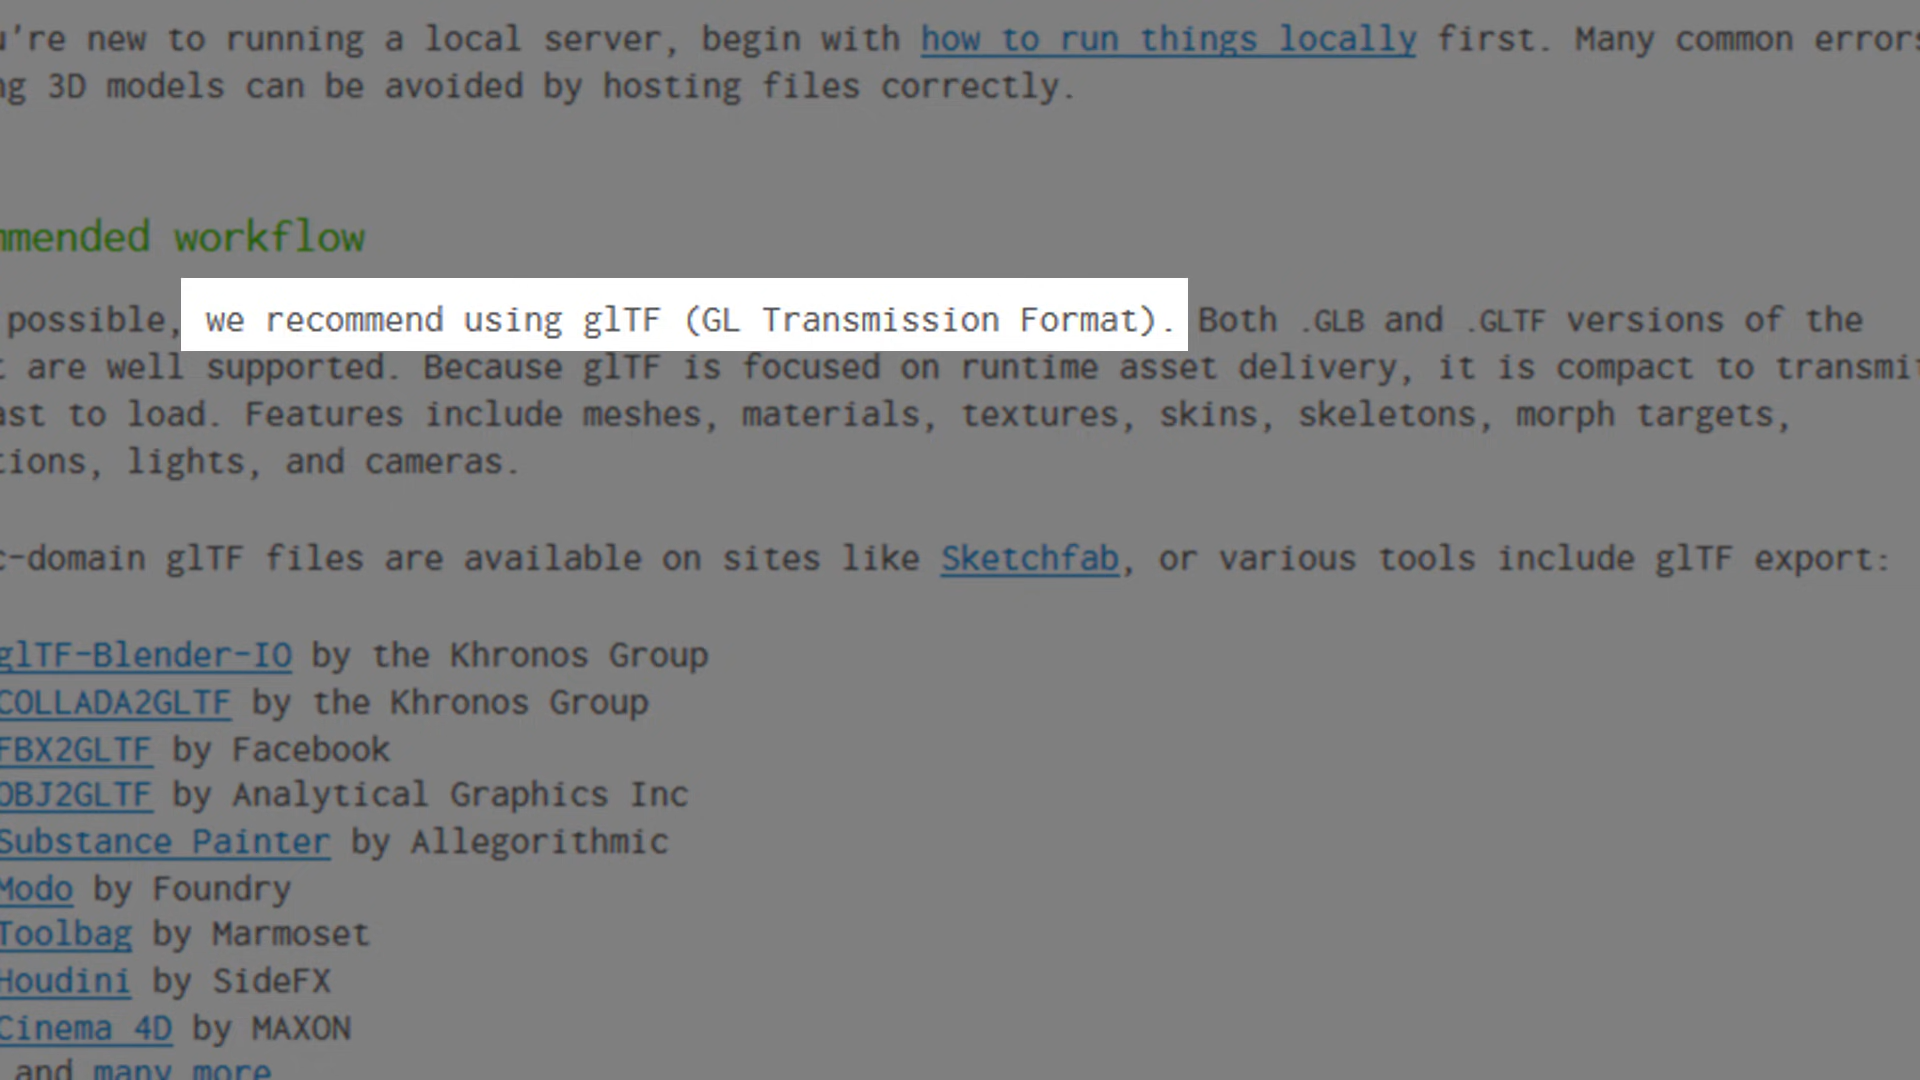 u're new to running a local server, begin with how to run things locally first. Many common errors
ng 3D models can be avoided by hosting files correctly.
mmended workflow
possible, we recommend using glTF (GL Transmission Format). Both .GLB and .GLTF versions of the
t are well supported. Because glTF is focused on runtime asset delivery, it is compact to transmit
ast to load. Features include meshes, materials, textures, skins, skeletons, morph targets,
tions, lights, and cameras.
c-domain glTF files are available on sites like Sketchfab, or various tools include glTF export:
glTF-Blender-IO by the Khronos Group
COLLADA2GLTF by the Khronos Group
FBX2GLTF by Facebook
OBJ2GLTF by Analytical Graphics Inc
Substance Painter by Allegorithmic
Modo by Foundry
Toolbag by Marmoset
Houdini by SideFX
Cinema 4D by MAXON
and many more